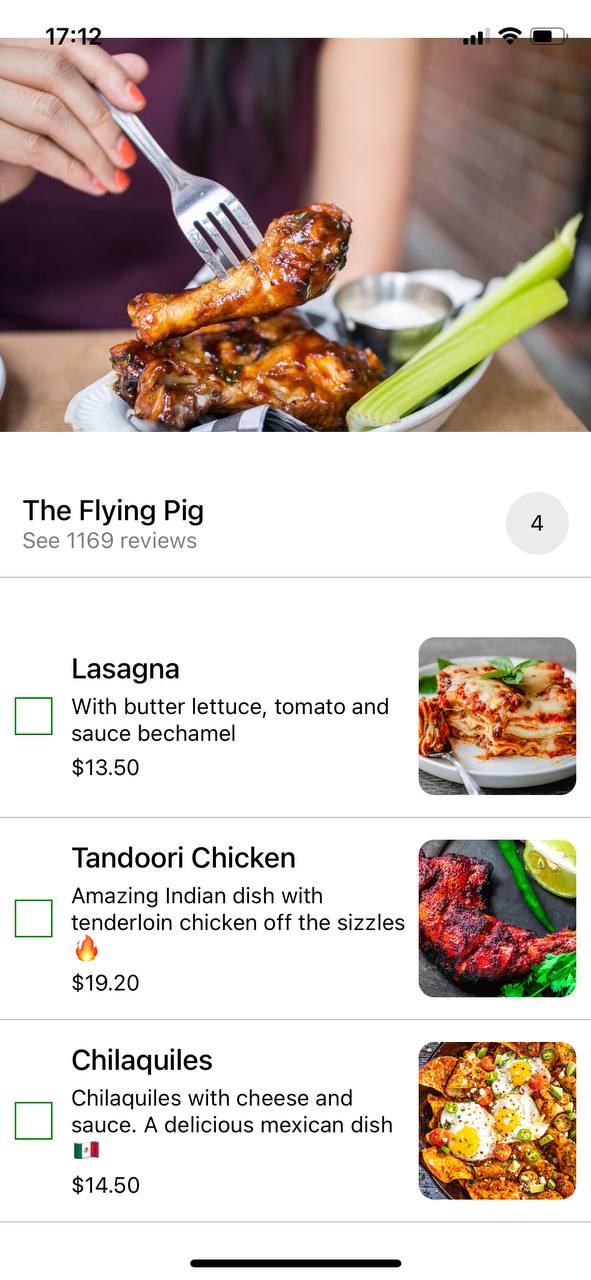 17:12
The Flying Pig
See 1169 reviews
4
Lasagna
With butter lettuce, tomato and
sauce bechamel
$13.50
Tandoori Chicken
Amazing Indian dish with
tenderloin chicken off the sizzles
🔥
$19.20
Chilaquiles
Chilaquiles with cheese and
sauce. A delicious mexican dish
🇲🇽
$14.50